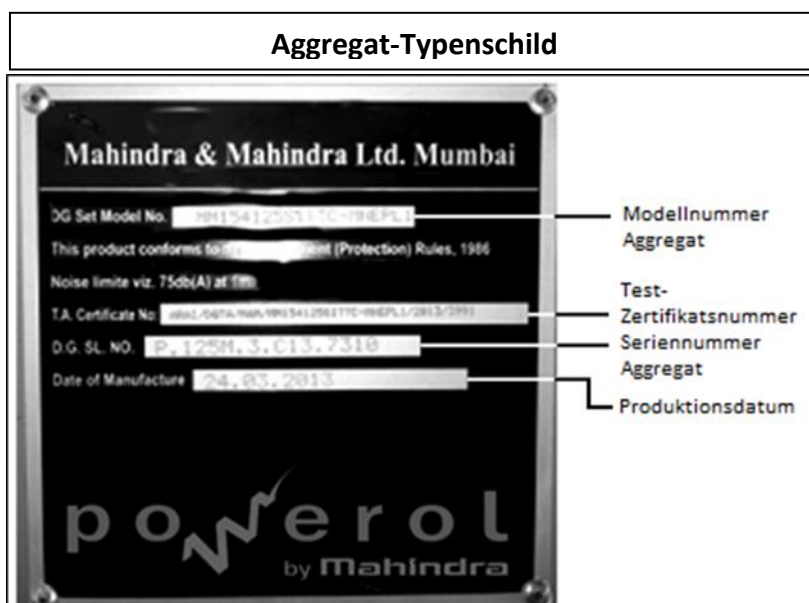 Aggregat-Typenschild
Mahindra & Mahindra Ltd. Mumbai
DG Set Model No.
This product conforms to (Protection) Rules, 1986
Noise limite viz. 75db(A) at
T.A. Certificate No:
D.G. SL. NO. P.125M.3.C13.7310
Date of Manufacture 24.03.2013
powerol
by Mahindra
Modellnummer
Aggregat
Test-
Zertifikatsnummer
Seriennummer
Aggregat
Produktionsdatum